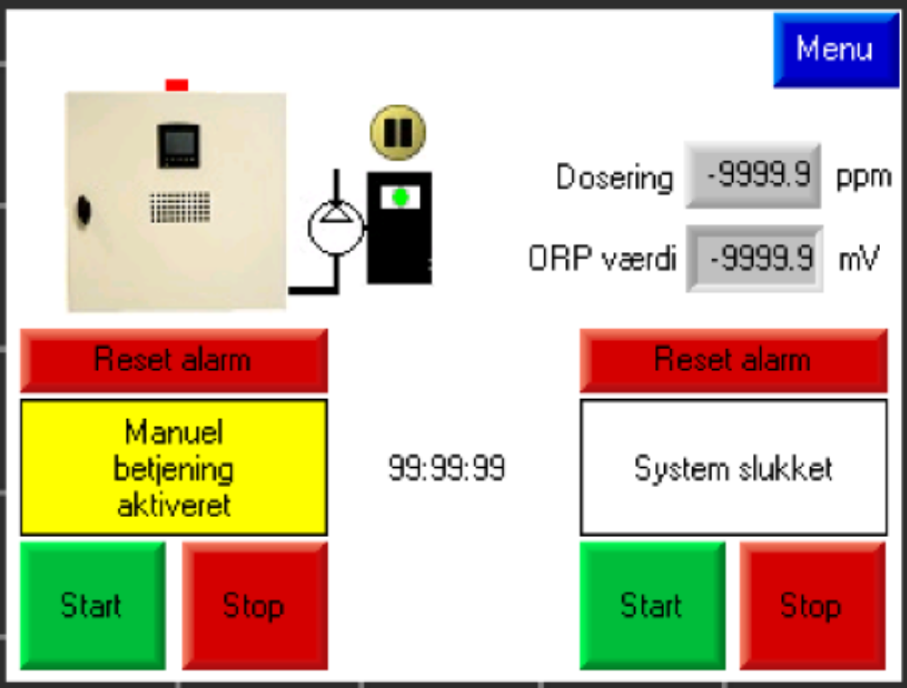 Menu
Dosering -9999.9 ppm
ORP værdi -9999.9 mV
Reset alarm
Manuel
betjening
aktiveret
Start
Stop
99:99:99
Reset alarm
System slukket
Start
Stop